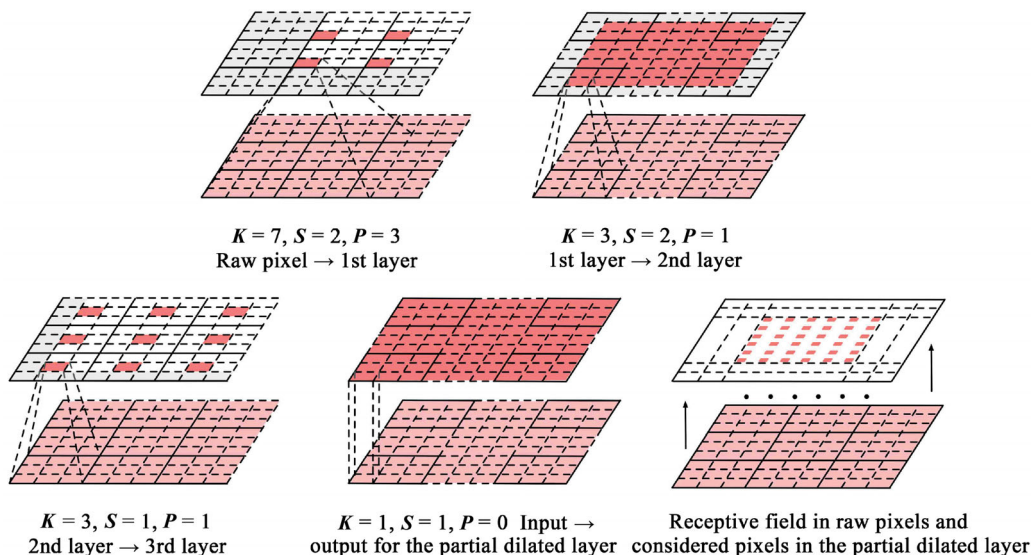 K = 7, S = 2, P = 3
Raw pixel → 1st layer
K = 3, S = 2, P = 1
1st layer → 2nd layer
K = 3, S = 1, P = 1
2nd layer → 3rd layer
K = 1, S = 1, P = 0 Input →
output for the partial dilated layer
Receptive field in raw pixels and
considered pixels in the partial dilated layer